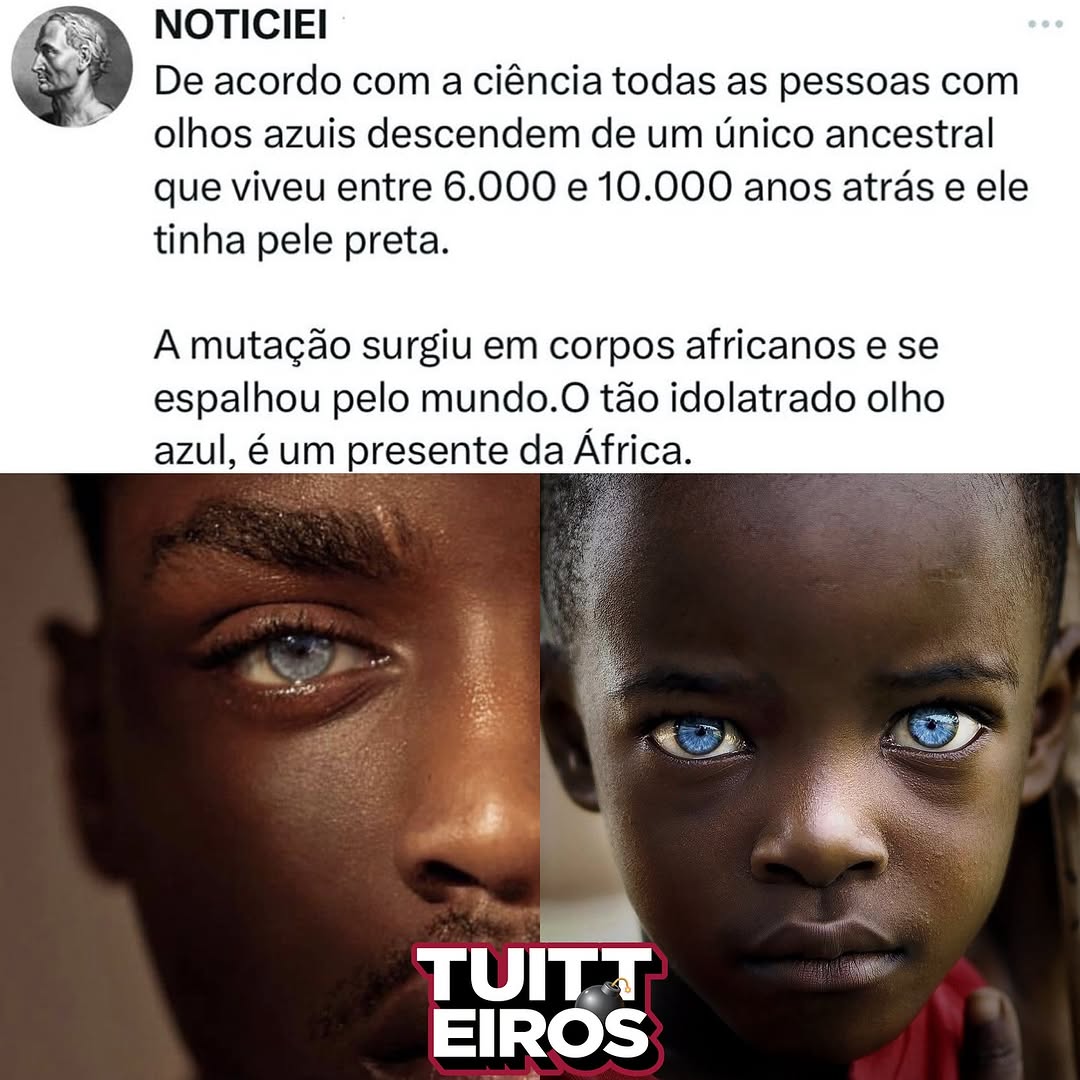 NOTICIEI
De acordo com a ciência todas as pessoas com
olhos azuis descendem de um único ancestral
que viveu entre 6.000 e 10.000 anos atrás e ele
tinha pele preta.
A mutação surgiu em corpos africanos e se
espalhou pelo mundo.O tão idolatrado olho
azul, é um presente da África.
TUITT
EIROS